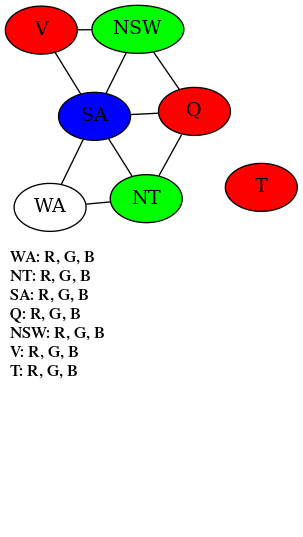 V
NSW
SA
Q
T
WA
NT
WA: R, G, B
NT: R, G, B
SA: R, G, B
Q: R, G, B
NSW: R, G, B
V: R, G, B
T: R, G, B